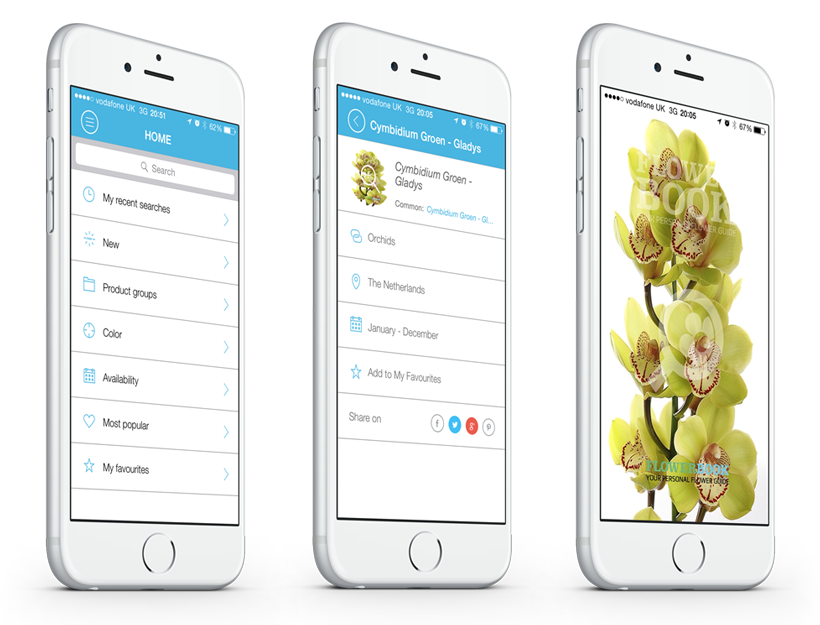 vodafone UK 3G 20:51 62%
HOME
Search
My recent searches
New
Product groups
Color
Availability
Most popular
My favourites
vodafone UK 3G 20:05 67%
Cymbidium Groen - Gladys
Cymbidium Groen -
Gladys
Common: Cymbidium Groen - Gl...
Orchids
The Netherlands
January - December
Add to My Favourites
Share on
f
g+
vodafone UK 3G 20:05 67%
FLOWER
BOOK
YOUR PERSONAL FLOWER GUIDE
FLOWERBOOK
YOUR PERSONAL FLOWER GUIDE